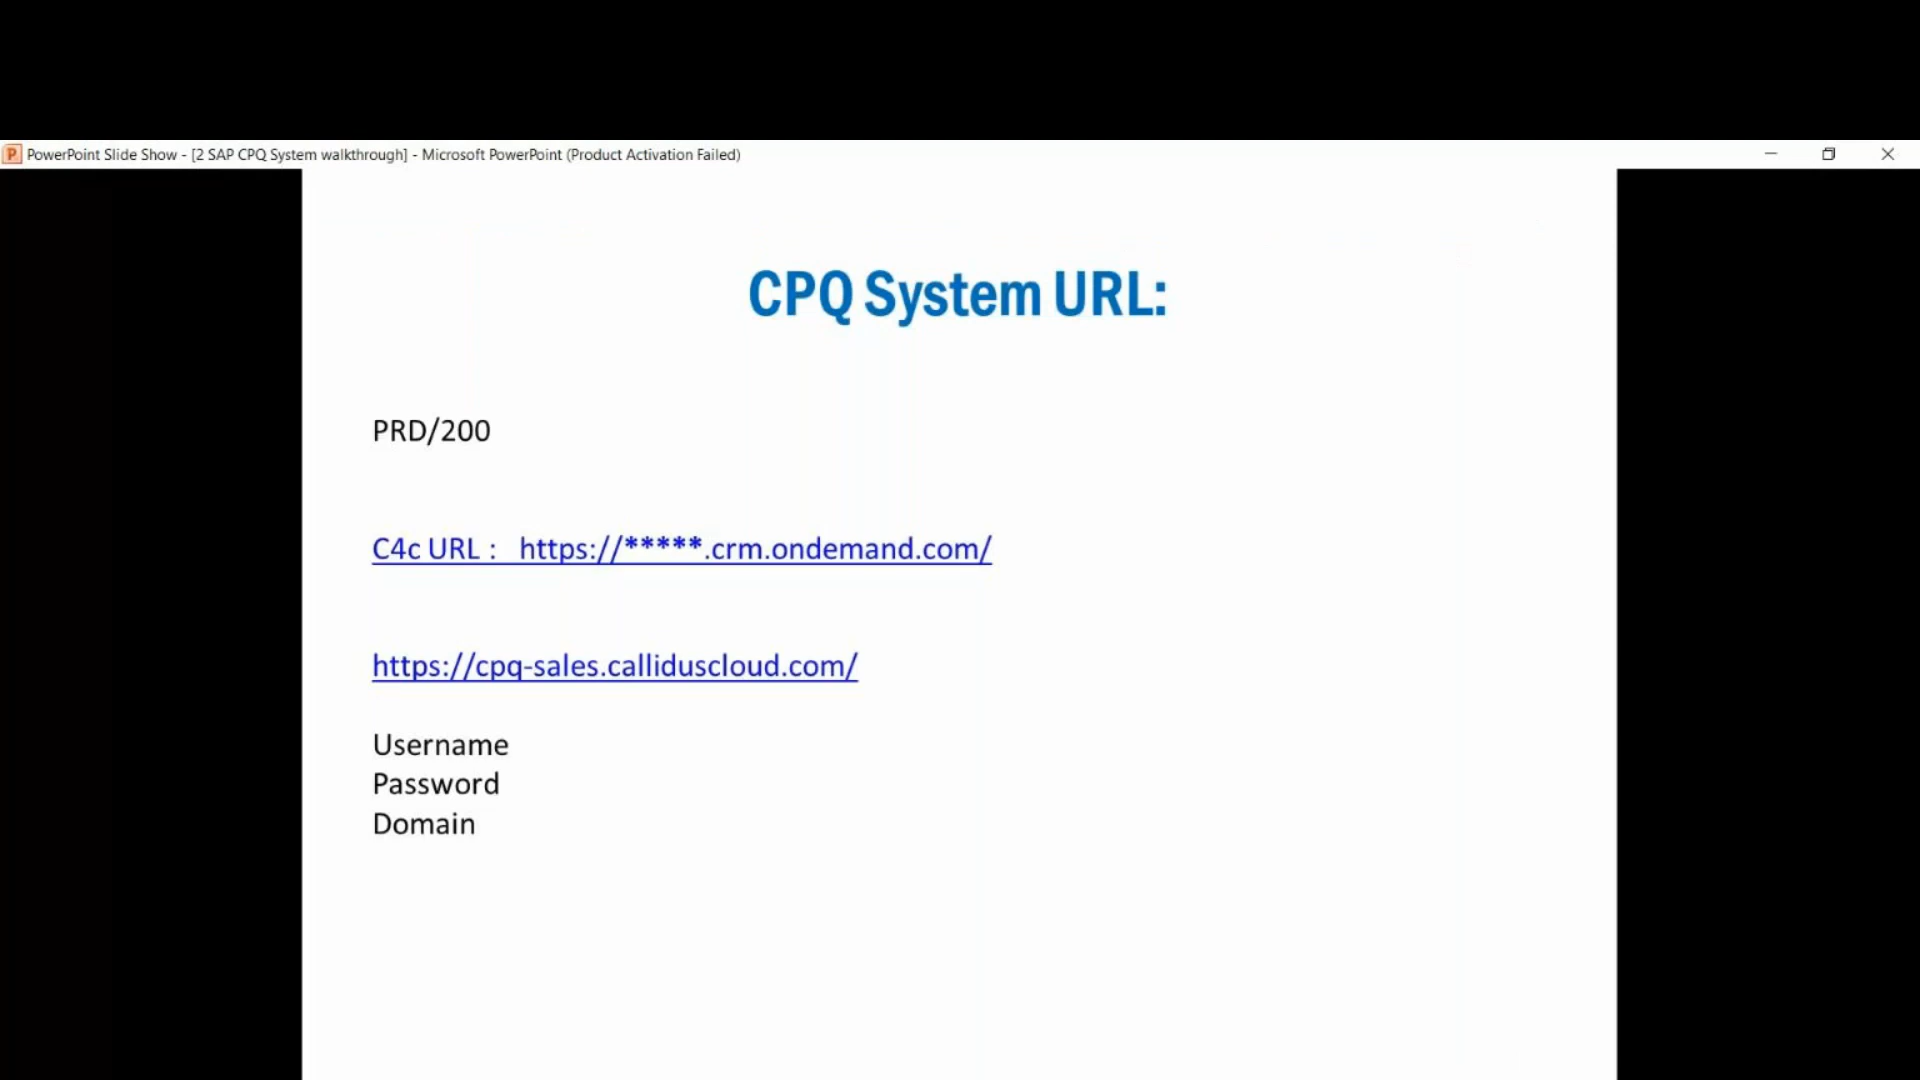 P PowerPoint Slide Show - [2 SAP CPQ System walkthrough] - Microsoft PowerPoint (Product Activation Failed)
CPQ System URL:
PRD/200
C4c URL :   https://*****.crm.ondemand.com/
https://cpq-sales.calliduscloud.com/
Username
Password
Domain